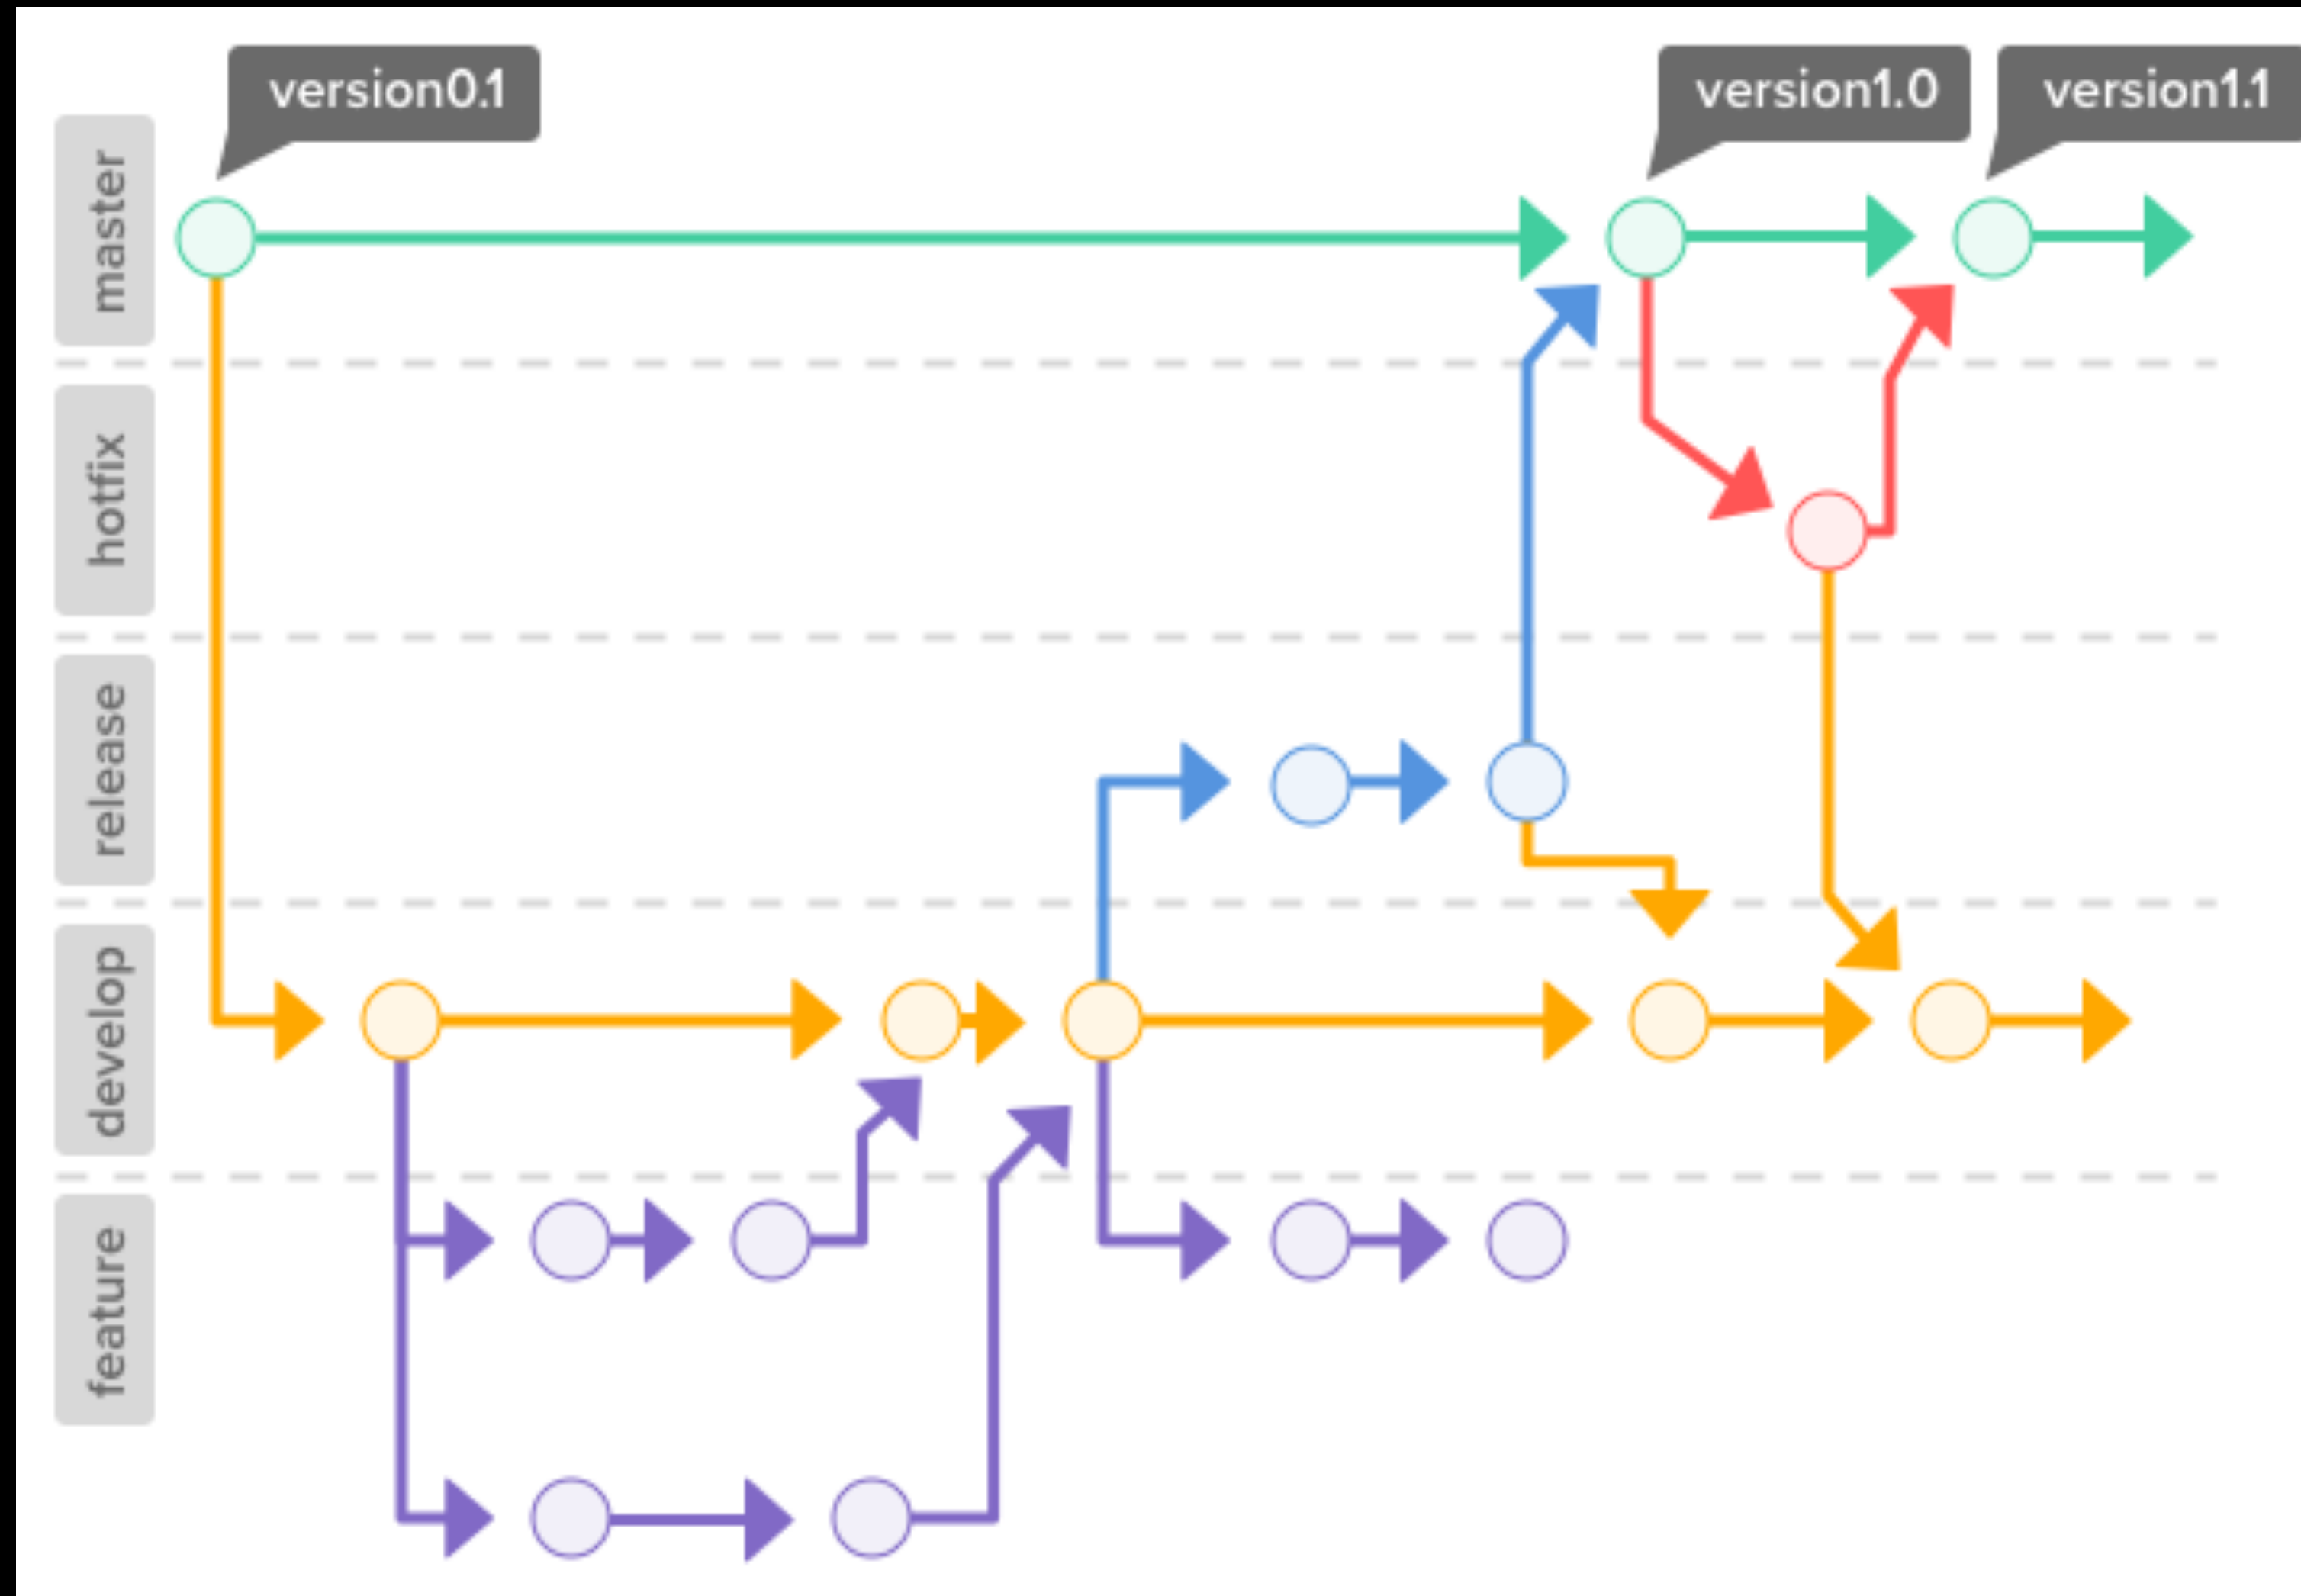 version0.1
version1.0
version1.1
master
hotfix
release
develop
feature